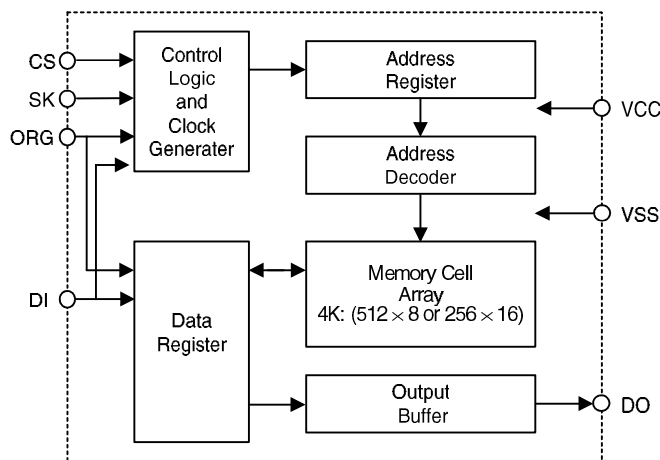 CS
SK
ORG
DI
Control
Logic
and
Clock
Generater
Address
Register
Address
Decoder
VCC
VSS
Data
Register
Memory Cell
Array
4K: (512 × 8 or 256 × 16)
Output
Buffer
DO